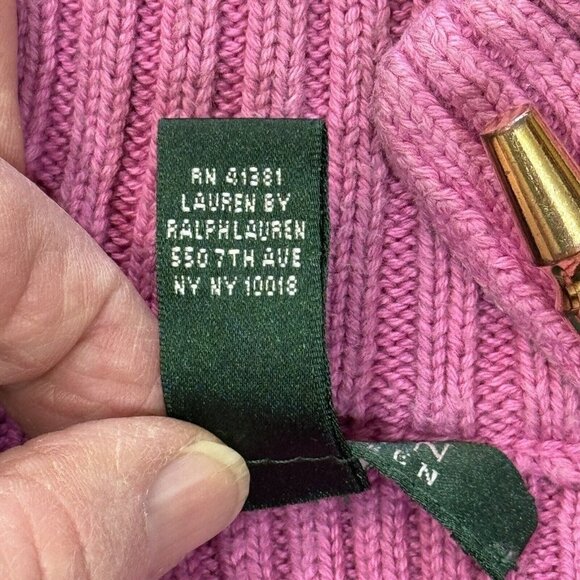 RN 41381
LAUREN BY
RALPH LAUREN
550 7TH AVE
NY NY 10018